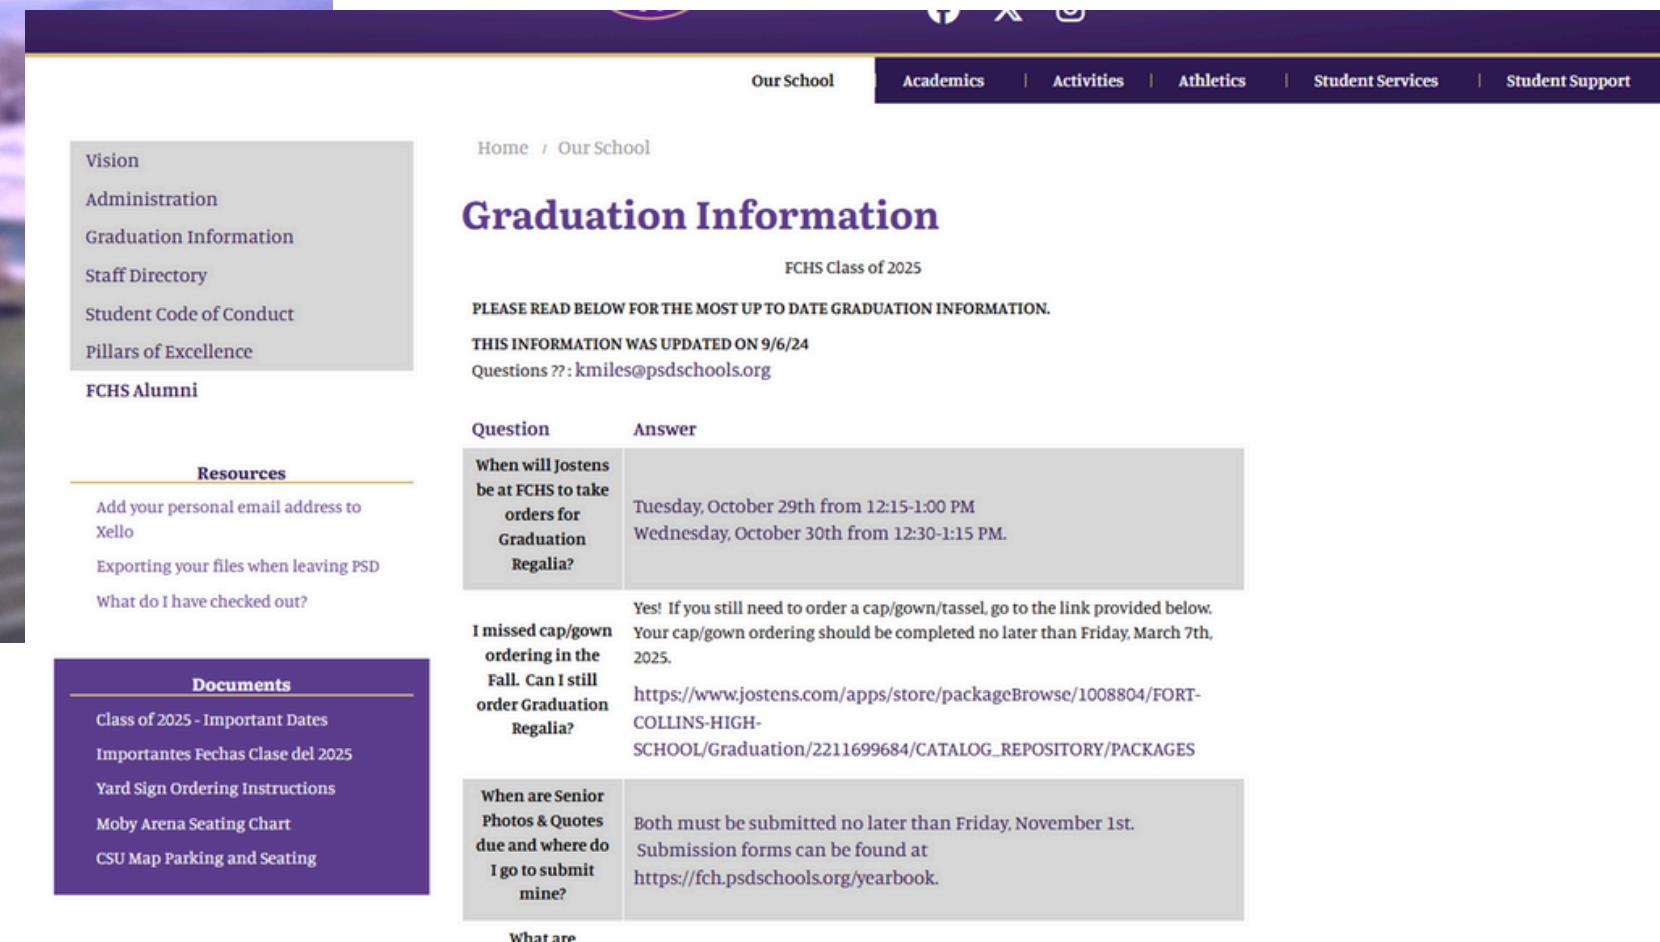 Our School | Academics | Activities | Athletics | Student Services | Student Support
Home / Our School
Vision
Administration
Graduation Information
Staff Directory
Student Code of Conduct
Pillars of Excellence
FCHS Alumni
Resources
Add your personal email address to
Xello
Exporting your files when leaving PSD
What do I have checked out?
Documents
Class of 2025 - Important Dates
Importantes Fechas Clase del 2025
Yard Sign Ordering Instructions
Moby Arena Seating Chart
CSU Map Parking and Seating
Graduation Information
FCHS Class of 2025
PLEASE READ BELOW FOR THE MOST UP TO DATE GRADUATION INFORMATION.
THIS INFORMATION WAS UPDATED ON 9/6/24
Questions ?? : kmiles@psdschools.org
Question Answer
When will Jostens
be at FCHS to take
orders for
Graduation
Regalia?
Tuesday, October 29th from 12:15-1:00 PM
Wednesday, October 30th from 12:30-1:15 PM.
I missed cap/gown
ordering in the
Fall. Can I still
order Graduation
Regalia?
Yes! If you still need to order a cap/gown/tassel, go to the link provided below.
Your cap/gown ordering should be completed no later than Friday, March 7th,
2025.
https://www.jostens.com/apps/store/packageBrowse/1008804/FORT-
COLLINS-HIGH-
SCHOOL/Graduation/2211699684/CATALOG_REPOSITORY/PACKAGES
When are Senior
Photos & Quotes
due and where do
I go to submit
mine?
Both must be submitted no later than Friday, November 1st.
Submission forms can be found at
https://fch.psdschools.org/yearbook.
What are